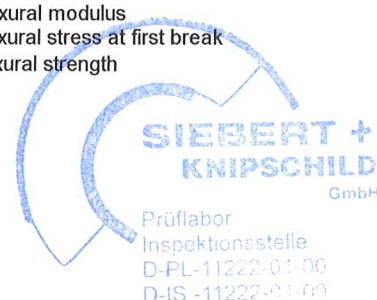 xural modulus
xural stress at first break
xural strength
SIEBERT +
KNIPSCHILD
GmbH
Prüflabor
Inspektionsstelle
D-PL-11222-01-00
D-IS-11222-01-00